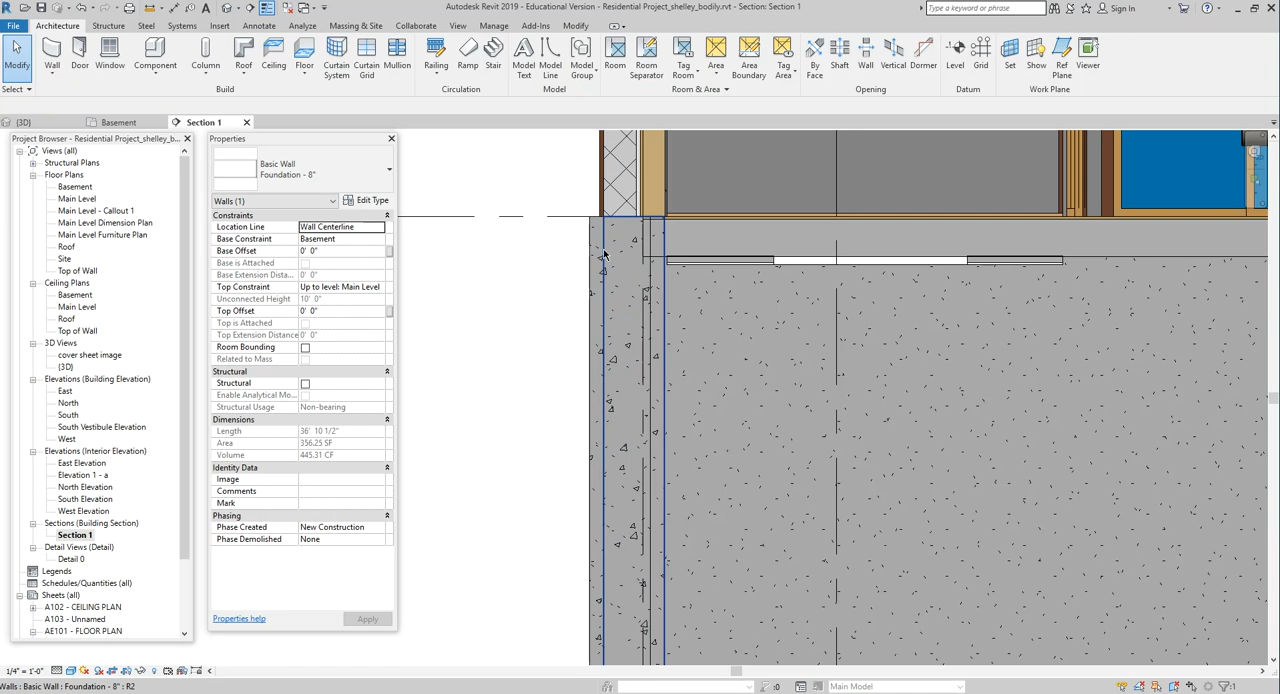 Autodesk Revit 2019 - Educational Version - Residential Project_shelley_bodily.rvt - Section: Section 1
Type a keyword or phrase
Sign In
File Architecture Structure Steel Systems Insert Annotate Analyze Massing & Site Collaborate View Manage Add-Ins Modify
Modify Wall Door Window Component Column Roof Ceiling Floor Curtain System Curtain Grid Mullion Railing Ramp Stair Model Text Model Line Model Group Room Room Separator Tag Room Area Area Boundary Tag Area By Face Shaft Wall Vertical Dormer Level Grid Set Show Ref Plane Viewer
Select Build Circulation Model Room & Area Opening Datum Work Plane
{3D} Basement Section 1
Project Browser - Residential Project_shelley_b...
Views (all)
Structural Plans
Floor Plans
Basement
Main Level
Main Level - Callout 1
Main Level Dimension Plan
Main Level Furniture Plan
Roof
Site
Top of Wall
Ceiling Plans
Basement
Main Level
Roof
Top of Wall
3D Views
cover sheet image
{3D}
Elevations (Building Elevation)
East
North
South
South Vestibule Elevation
West
Elevations (Interior Elevation)
East Elevation
Elevation 1 - a
North Elevation
South Elevation
West Elevation
Sections (Building Section)
Section 1
Detail Views (Detail)
Detail 0
Legends
Schedules/Quantities (all)
Sheets (all)
A102 - CEILING PLAN
A103 - Unnamed
AE101 - FLOOR PLAN
Properties
Basic Wall
Foundation - 8"
Walls (1) Edit Type
Constraints
Location Line Wall Centerline
Base Constraint Basement
Base Offset 0' 0"
Base is Attached
Base Extension Dista... 0' 0"
Top Constraint Up to level: Main Level
Unconnected Height 10' 0"
Top Offset 0' 0"
Top is Attached
Top Extension Distance 0' 0"
Room Bounding
Related to Mass
Structural
Structural
Enable Analytical Mo...
Structural Usage Non-bearing
Dimensions
Length 36' 10 1/2"
Area 356.25 SF
Volume 445.31 CF
Identity Data
Image
Comments
Mark
Phasing
Phase Created New Construction
Phase Demolished None
Properties help Apply
1/4" = 1'-0"
Walls : Basic Wall : Foundation - 8" : R2
:0
Main Model
:1